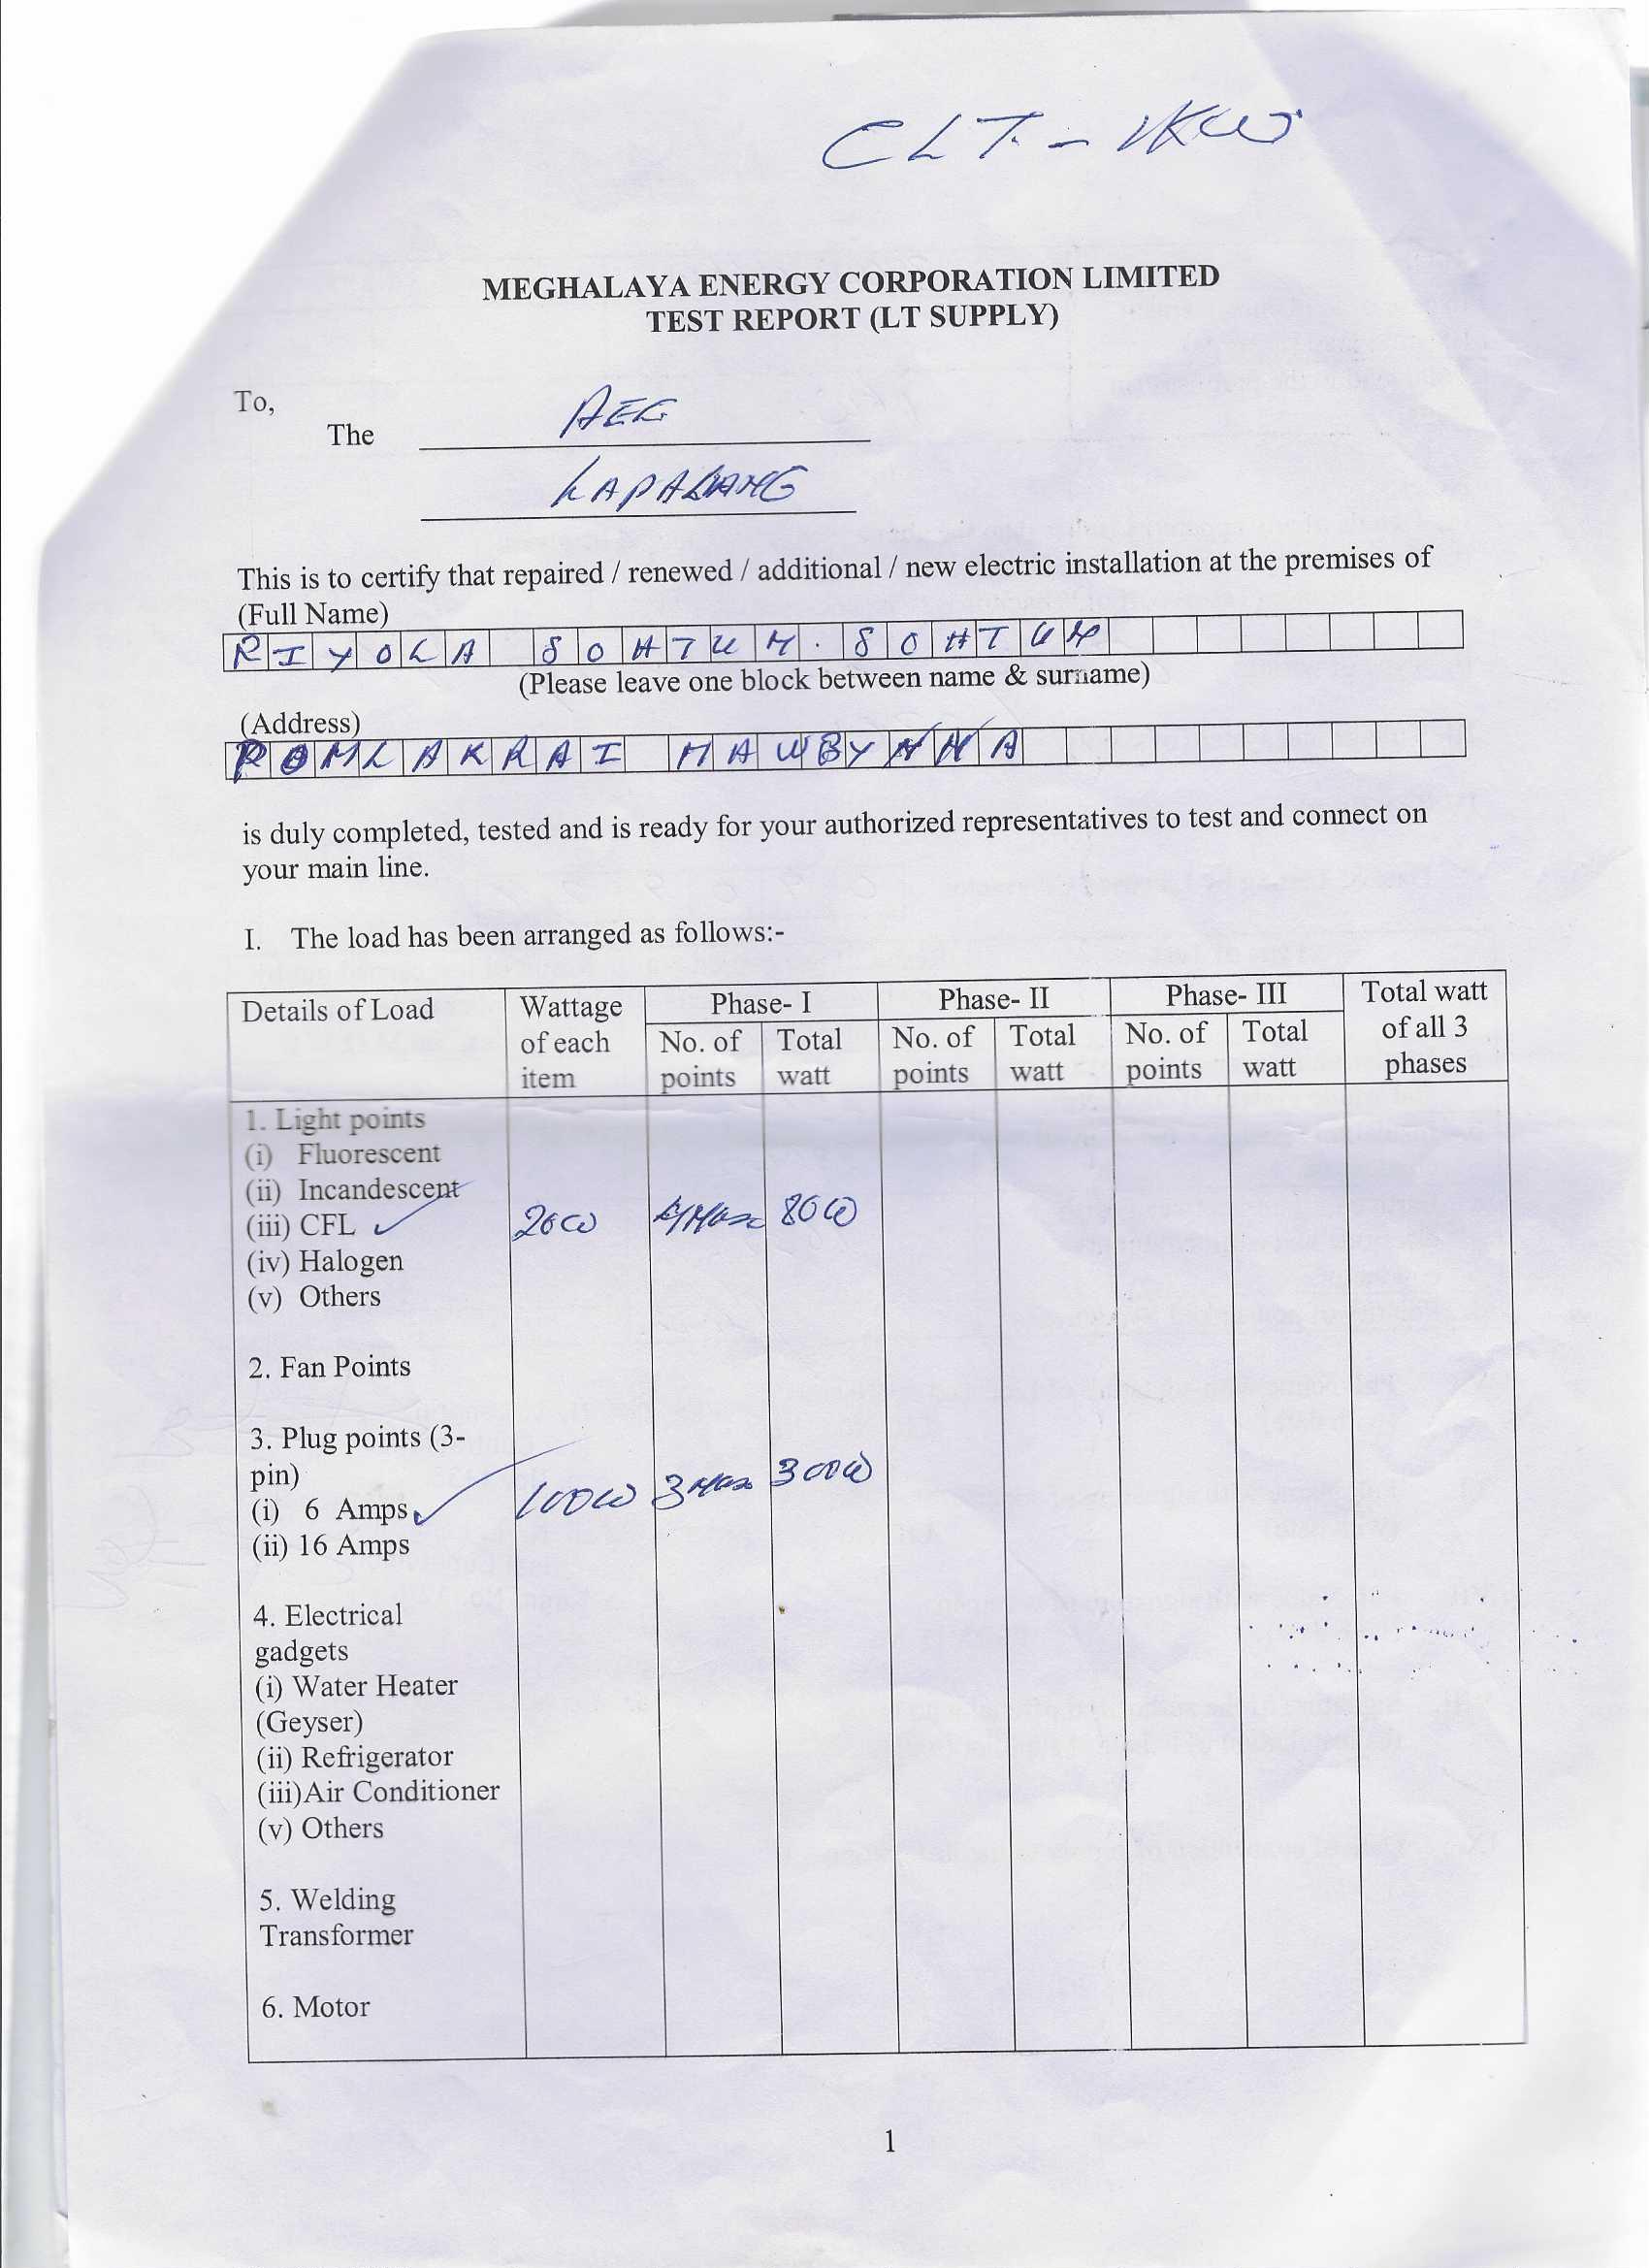 CLT - 1KW
MEGHALAYA ENERGY CORPORATION LIMITED
TEST REPORT (LT SUPPLY)
To,
The AEE
LAPALANG
This is to certify that repaired / renewed / additional / new electric installation at the premises of
(Full Name)
RIYOLA SOHTUM. SOHTUM
(Please leave one block between name & surname)
(Address)
POMLAKRAI MAWBYNNA
is duly completed, tested and is ready for your authorized representatives to test and connect on
your main line.
I. The load has been arranged as follows:-
Details of Load Wattage of each item Phase- I Phase- II Phase- III Total watt of all 3 phases
No. of points Total watt No. of points Total watt No. of points Total watt
1. Light points
(i) Fluorescent
(ii) Incandescent
(iii) CFL ✓ 20W 4 80W
(iv) Halogen
(v) Others
2. Fan Points
3. Plug points (3-
pin)
(i) 6 Amps ✓ 100W 3 300W
(ii) 16 Amps
4. Electrical
gadgets
(i) Water Heater
(Geyser)
(ii) Refrigerator
(iii)Air Conditioner
(v) Others
5. Welding
Transformer
6. Motor
1